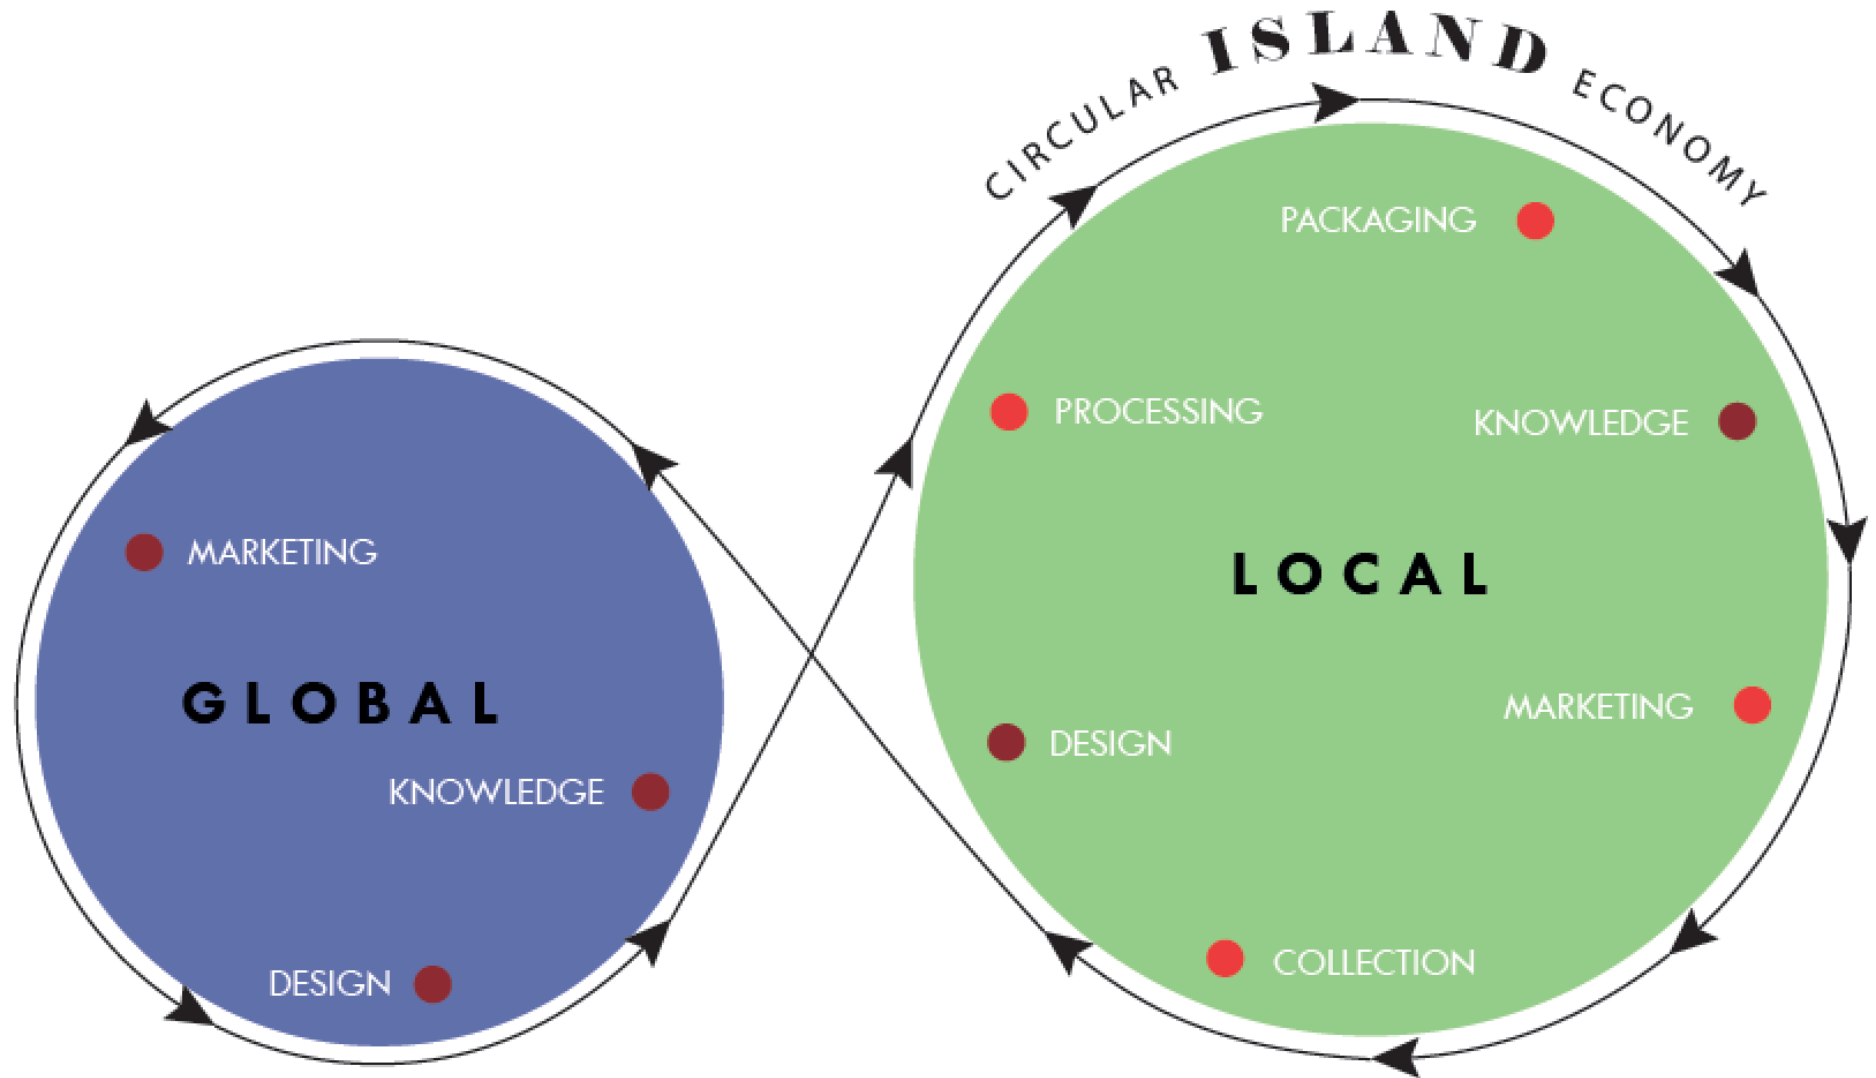 CIRCULAR ISLAND ECONOMY
PACKAGING
PROCESSING
KNOWLEDGE
LOCAL
MARKETING
DESIGN
COLLECTION
MARKETING
GLOBAL
KNOWLEDGE
DESIGN